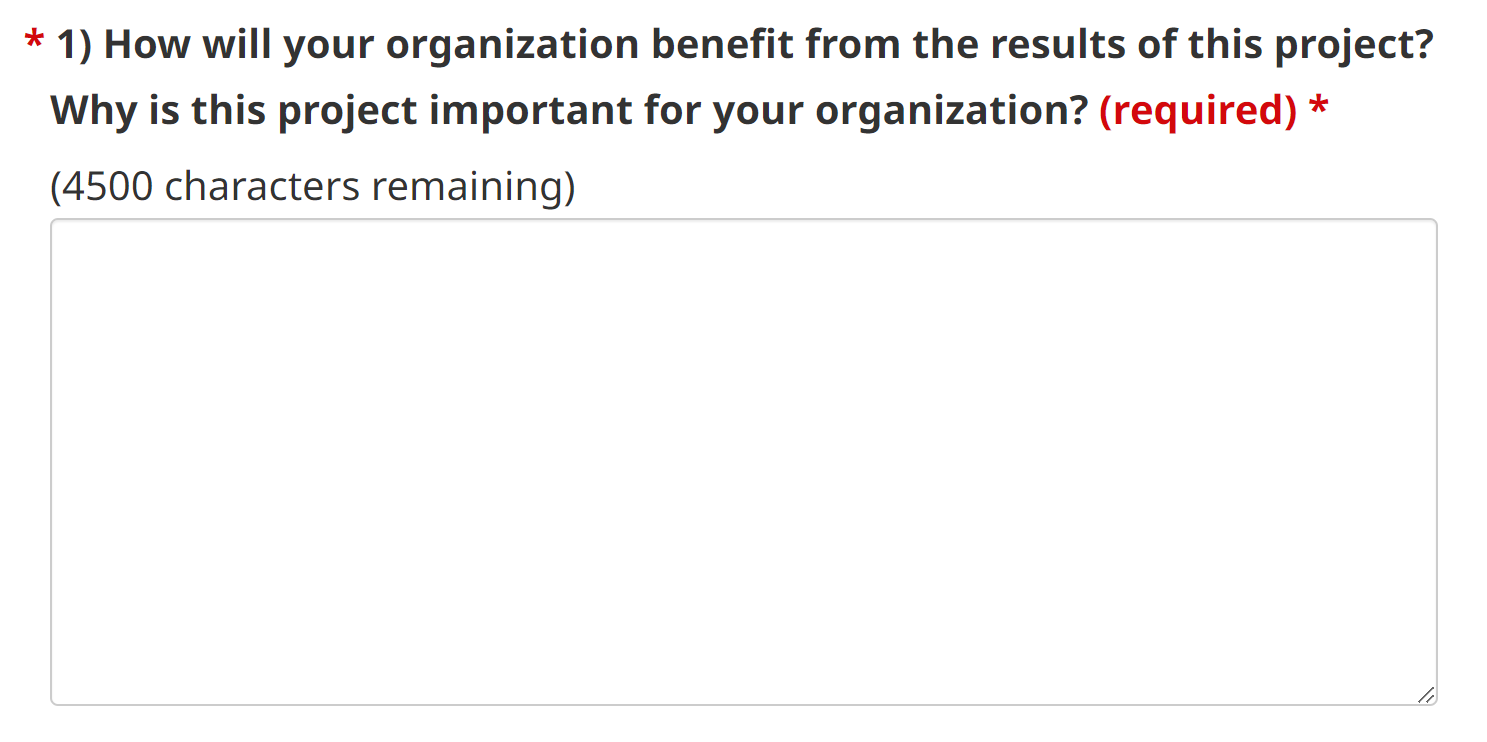 * 1) How will your organization benefit from the results of this project?
Why is this project important for your organization? (required) *
(4500 characters remaining)